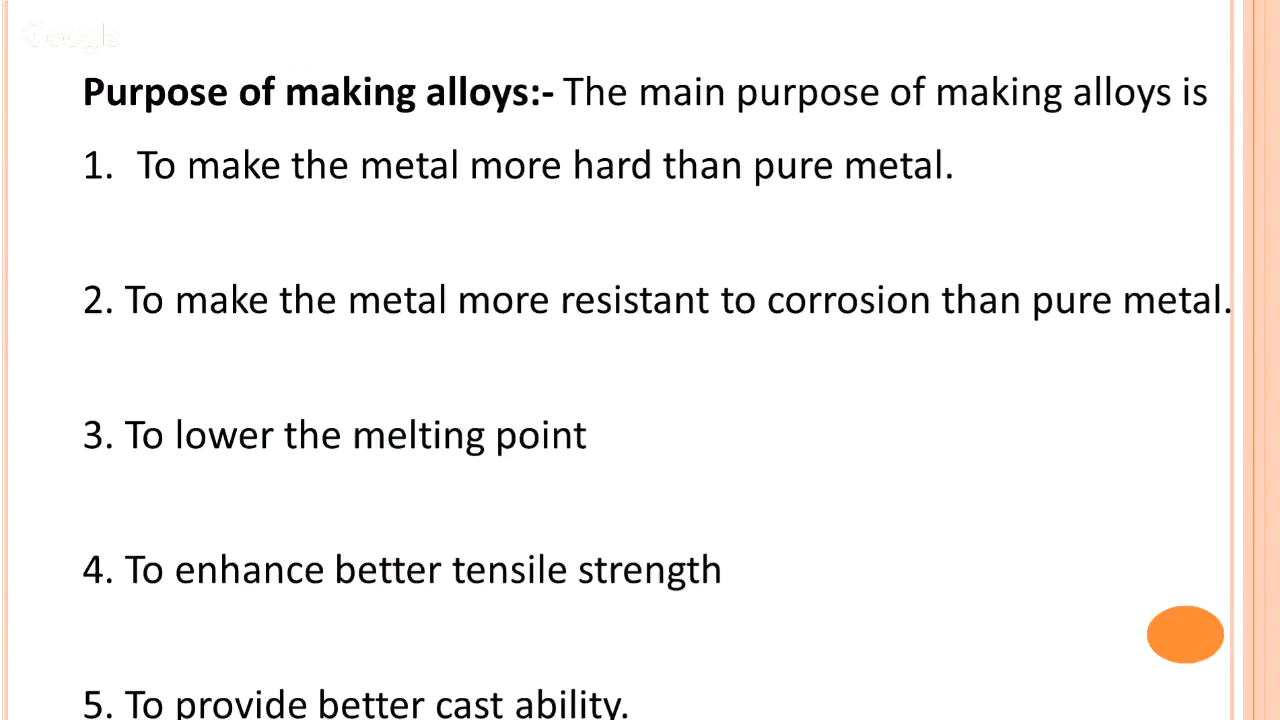 Google
Purpose of making alloys:- The main purpose of making alloys is
1. To make the metal more hard than pure metal.
2. To make the metal more resistant to corrosion than pure metal.
3. To lower the melting point
4. To enhance better tensile strength
5. To provide better cast ability.